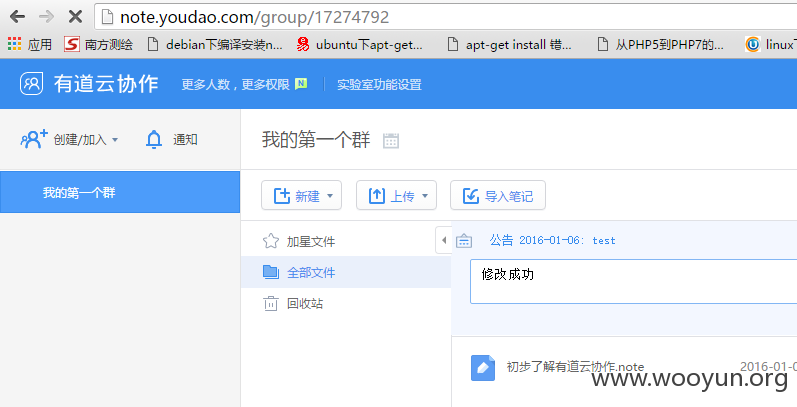 note.youdao.com/group/17274792
应用 南方测绘 debian下编译安装n... ubuntu下apt-get... apt-get install 错... 从PHP5到PHP7的... linux
有道云协作 更多人数，更多权限 N 实验室功能设置
创建/加入 通知 我的第一个群
我的第一个群
新建 上传 导入笔记
加星文件 公告 2016-01-06: test
全部文件 修改成功
回收站
初步了解有道云协作.note 2016-01-0
www.wooyun.org